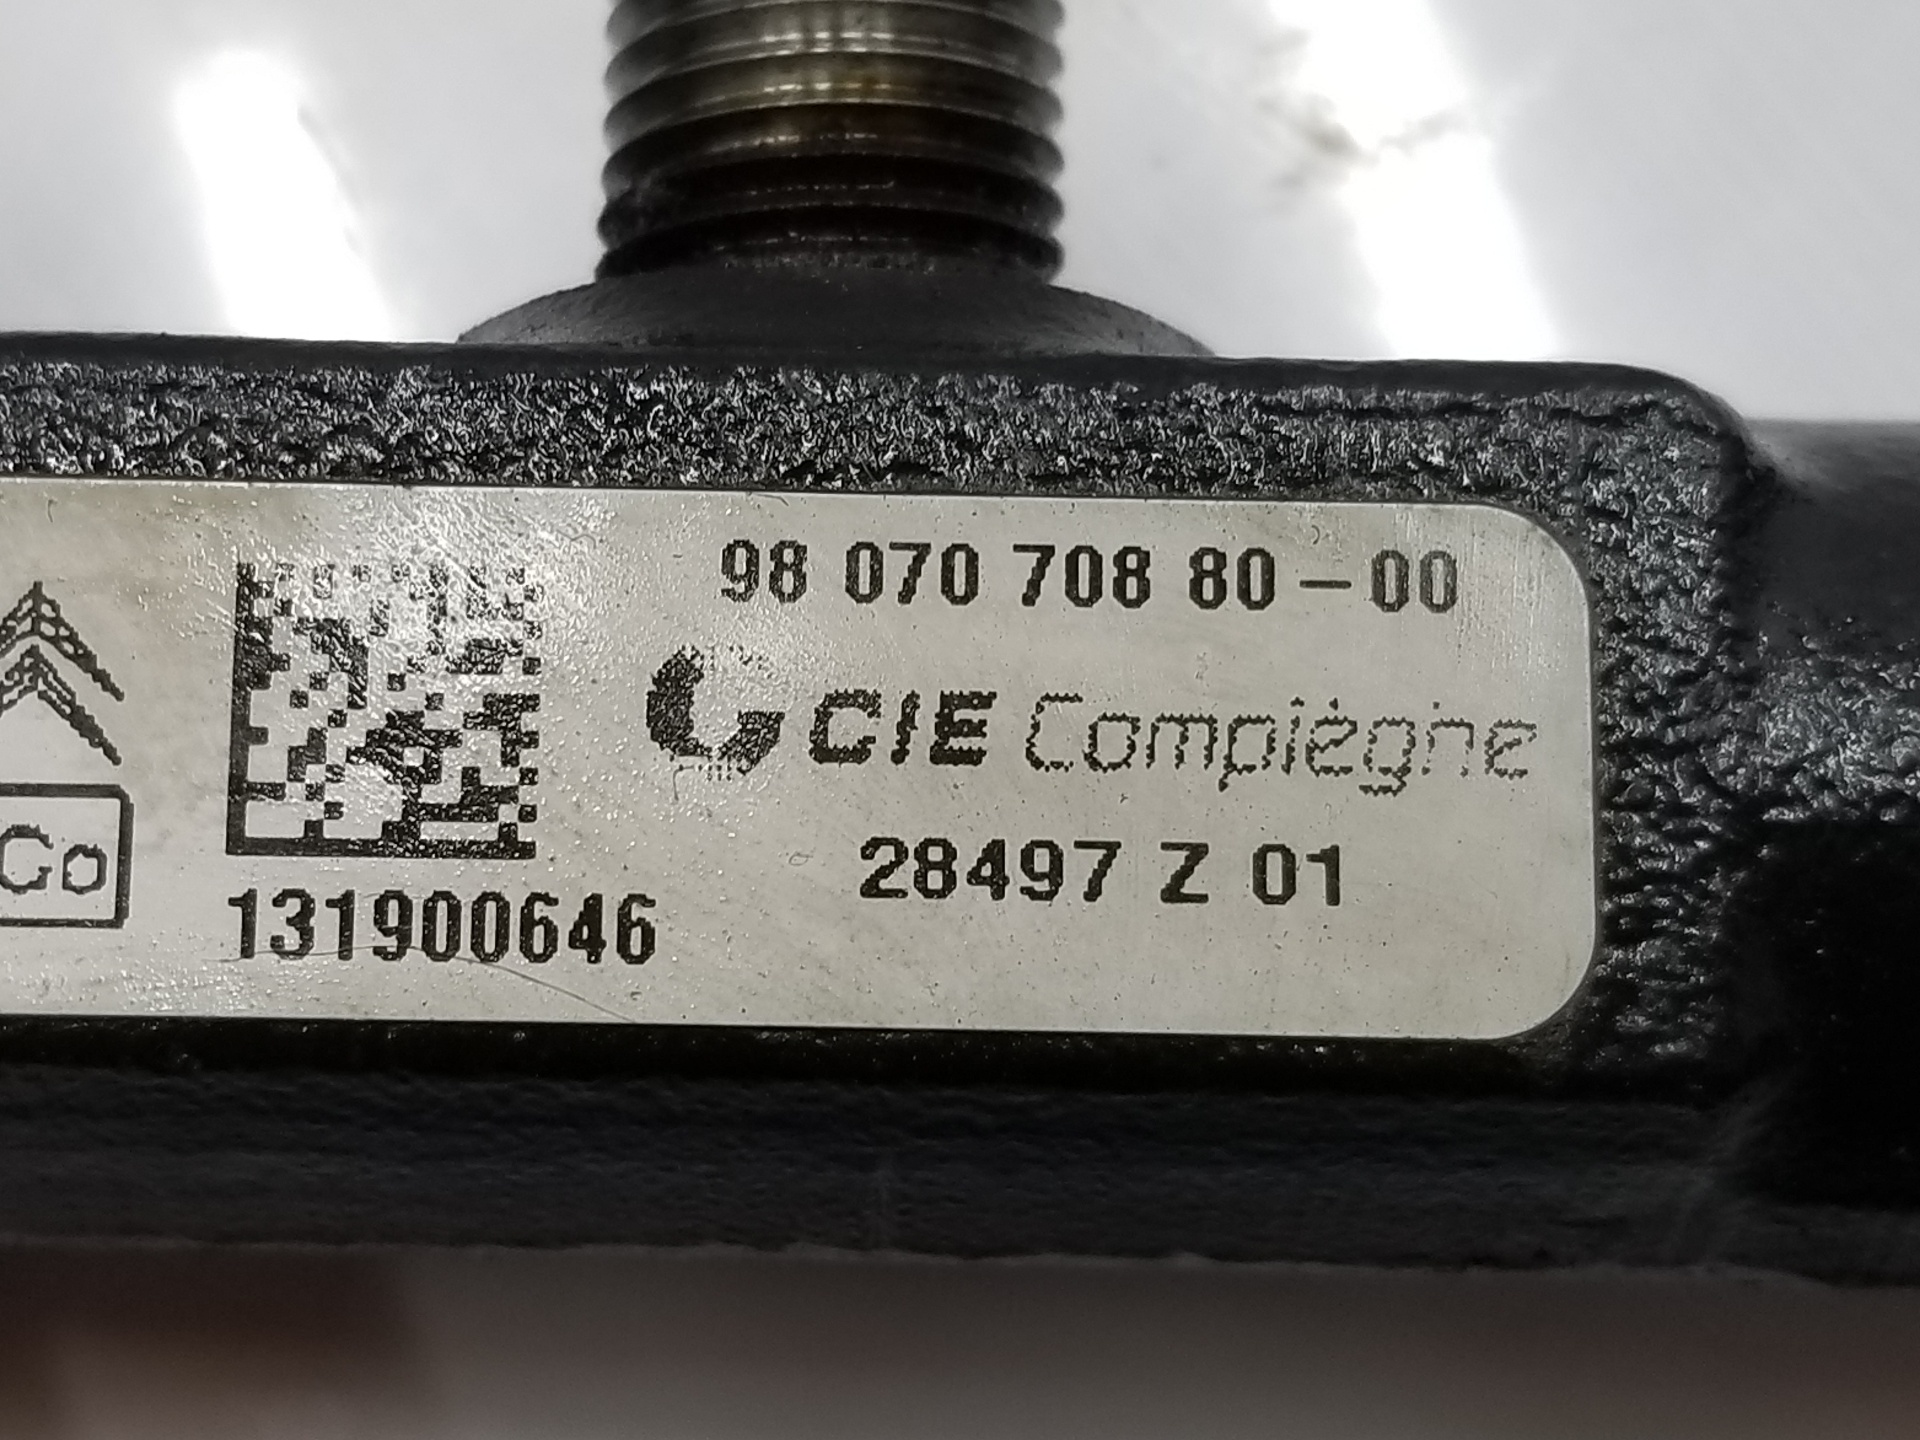 98 070 708 80-00
CIE Compiègne
Co
131900646
28497 Z 01